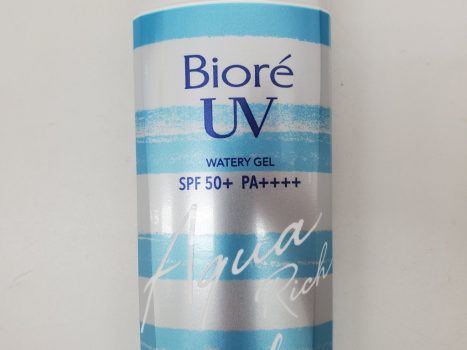 Bioré
UV
WATERY GEL
SPF 50+ PA++++
Aqua
Rich